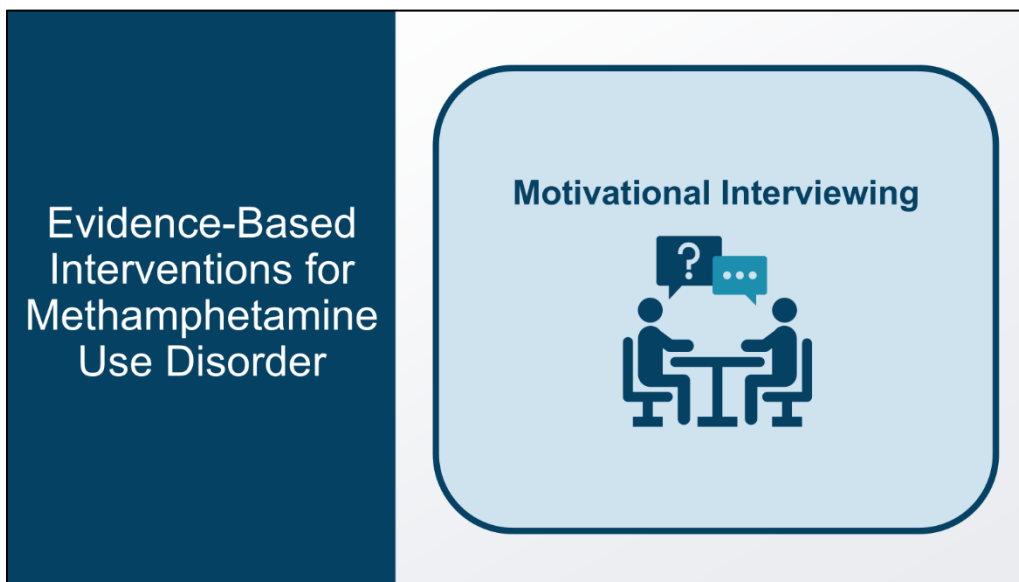 Evidence-Based
Interventions for
Methamphetamine
Use Disorder
Motivational Interviewing
?
...